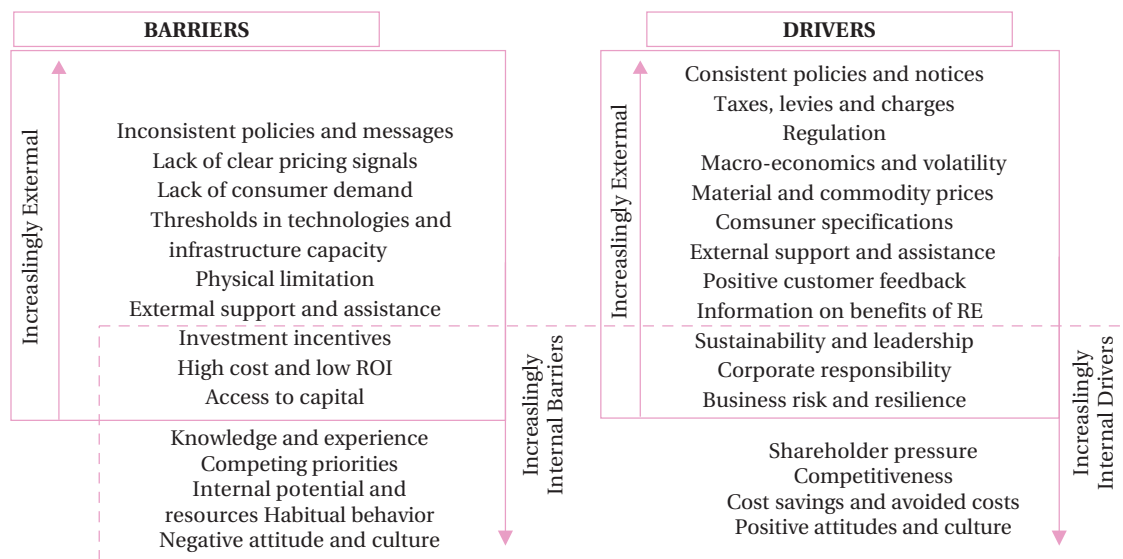 BARRIERS
Increaslingly Extermal
Inconsistent policies and messages
Lack of clear pricing signals
Lack of consumer demand
Thresholds in technologies and
infrastructure capacity
Physical limitation
External support and assistance
Investment incentives
High cost and low ROI
Access to capital
Knowledge and experience
Competing priorities
Internal potential and
resources Habitual behavior
Negative attitude and culture
Increaslingly
Internal Barriers
DRIVERS
Increaslingly Extermal
Consistent policies and notices
Taxes, levies and charges
Regulation
Macro-economics and volatility
Material and commodity prices
Comsuner specifications
External support and assistance
Positive customer feedback
Information on benefits of RE
Sustainability and leadership
Corporate responsibility
Business risk and resilience
Shareholder pressure
Competitiveness
Cost savings and avoided costs
Positive attitudes and culture
Increaslingly
Internal Drivers